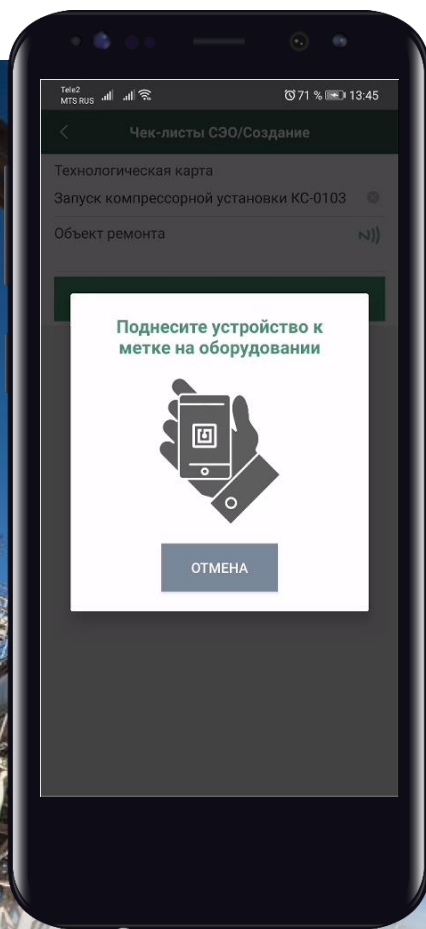 Tele2
MTS RUS
71 % 13:45
Чек-листы СЭО/Создание
Технологическая карта
Запуск компрессорной установки КС-0103
Объект ремонта
Поднесите устройство к
метке на оборудовании
ОТМЕНА